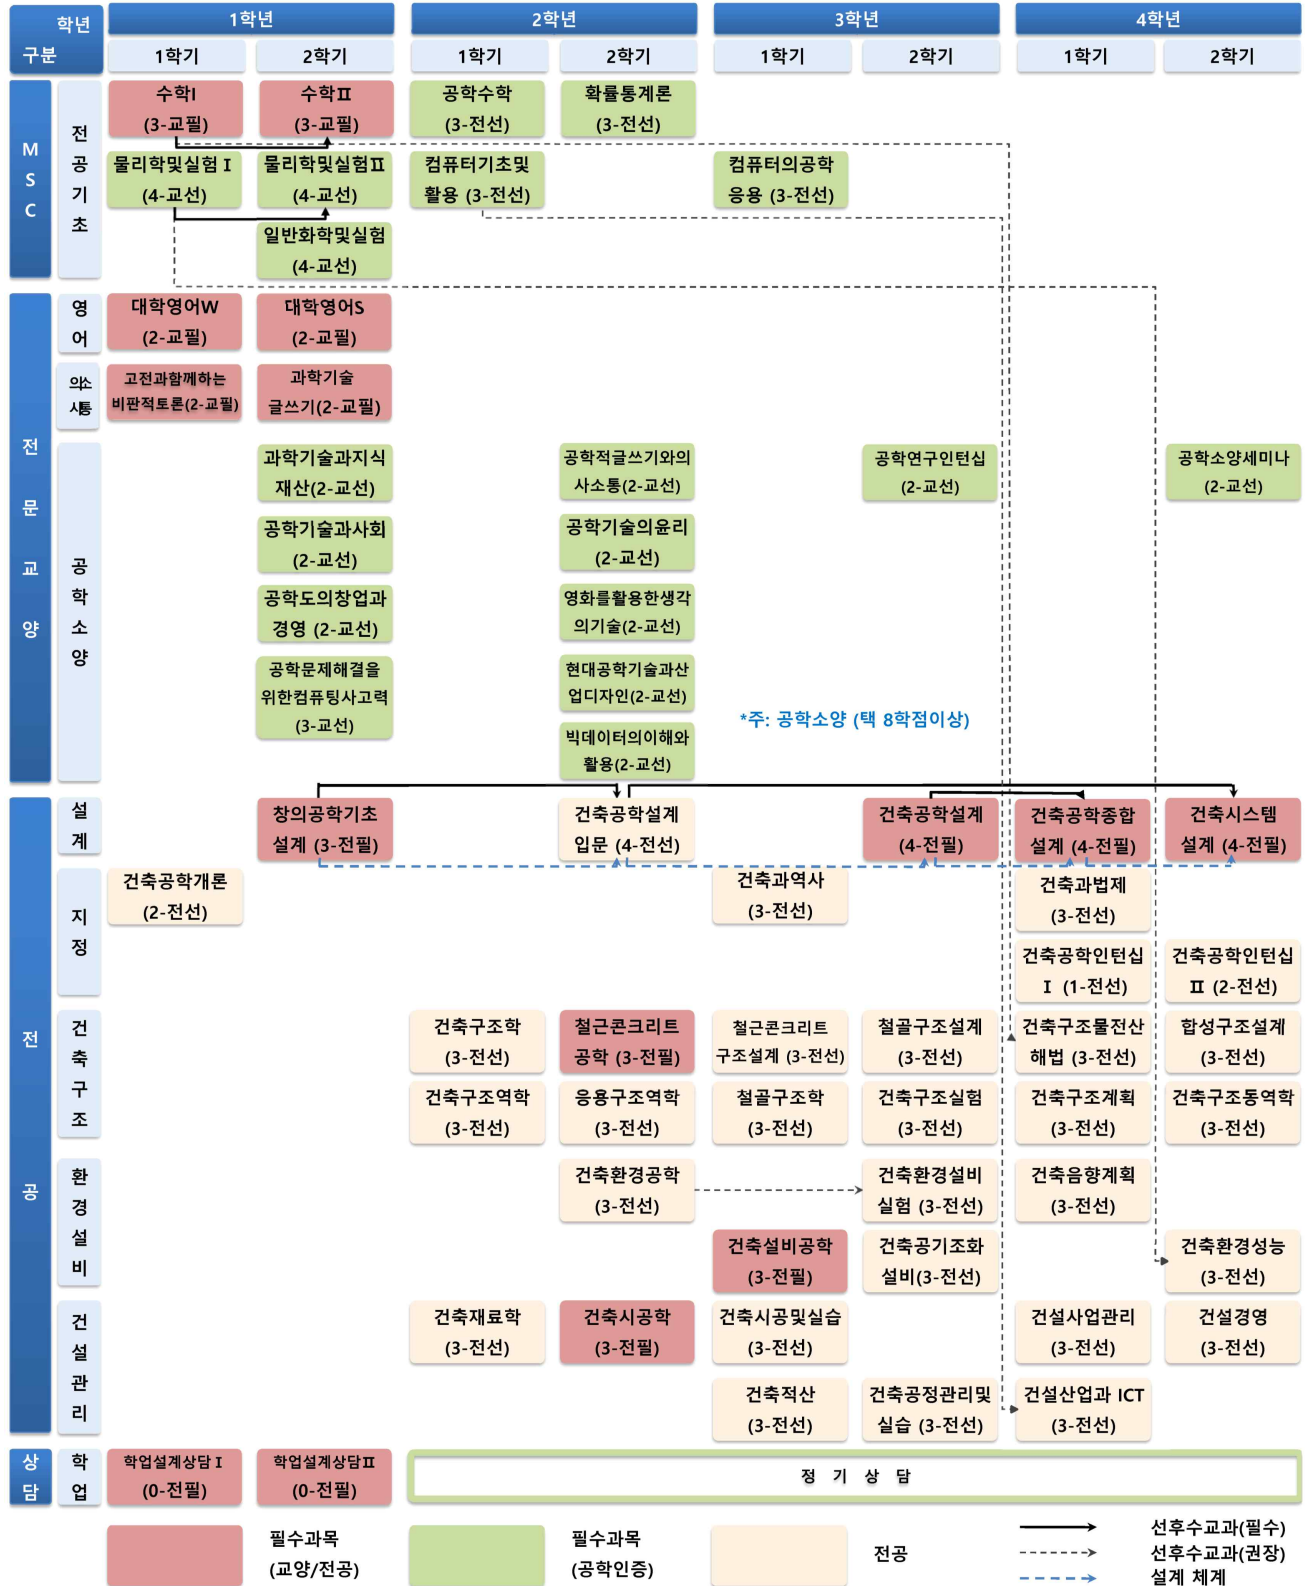 학년
구분
1학년
2학년
3학년
4학년
1학기
2학기
1학기
2학기
1학기
2학기
1학기
2학기
M
S
C
전
공
기
초
수학I
(3-교필)
수학Ⅱ
(3-교필)
공학수학
(3-전선)
확률통계론
(3-전선)
물리학및실험 I
(4-교선)
물리학및실험Ⅱ
(4-교선)
컴퓨터기초및
활용 (3-전선)
컴퓨터의공학
응용 (3-전선)
일반화학및실험
(4-교선)
전
문
교
양
영
어
대학영어W
(2-교필)
대학영어S
(2-교필)
의소
사통
고전과함께하는
비판적토론(2-교필)
과학기술
글쓰기(2-교필)
공
학
소
양
과학기술과지식
재산(2-교선)
공학적글쓰기와의
사소통(2-교선)
공학연구인턴십
(2-교선)
공학소양세미나
(2-교선)
공학기술과사회
(2-교선)
공학기술의윤리
(2-교선)
공학도의창업과
경영 (2-교선)
영화를활용한생각
의기술(2-교선)
공학문제해결을
위한컴퓨팅사고력
(3-교선)
현대공학기술과산
업디자인(2-교선)
*주: 공학소양 (택 8학점이상)
빅데이터의이해와
활용(2-교선)
전
공
설
계
창의공학기초
설계 (3-전필)
건축공학설계
입문 (4-전선)
건축공학설계
(4-전필)
건축공학종합
설계 (4-전필)
건축시스템
설계 (4-전필)
지
정
건축공학개론
(2-전선)
건축과역사
(3-전선)
건축과법제
(3-전선)
건축공학인턴십
I (1-전선)
건축공학인턴십
Ⅱ (2-전선)
건
축
구
조
건축구조학
(3-전선)
철근콘크리트
공학 (3-전필)
철근콘크리트
구조설계 (3-전선)
철골구조설계
(3-전선)
건축구조물전산
해법 (3-전선)
합성구조설계
(3-전선)
건축구조역학
(3-전선)
응용구조역학
(3-전선)
철골구조학
(3-전선)
건축구조실험
(3-전선)
건축구조계획
(3-전선)
건축구조동역학
(3-전선)
환
경
설
비
건축환경공학
(3-전선)
건축환경설비
실험 (3-전선)
건축음향계획
(3-전선)
건축설비공학
(3-전필)
건축공기조화
설비(3-전선)
건축환경성능
(3-전선)
건
설
관
리
건축재료학
(3-전선)
건축시공학
(3-전필)
건축시공및실습
(3-전선)
건설사업관리
(3-전선)
건설경영
(3-전선)
건축적산
(3-전선)
건축공정관리및
실습 (3-전선)
건설산업과 ICT
(3-전선)
상
담
학
업
학업설계상담 I
(0-전필)
학업설계상담Ⅱ
(0-전필)
정 기 상 담
필수과목
(교양/전공)
필수과목
(공학인증)
전공
선후수교과(필수)
선후수교과(권장)
설계 체계